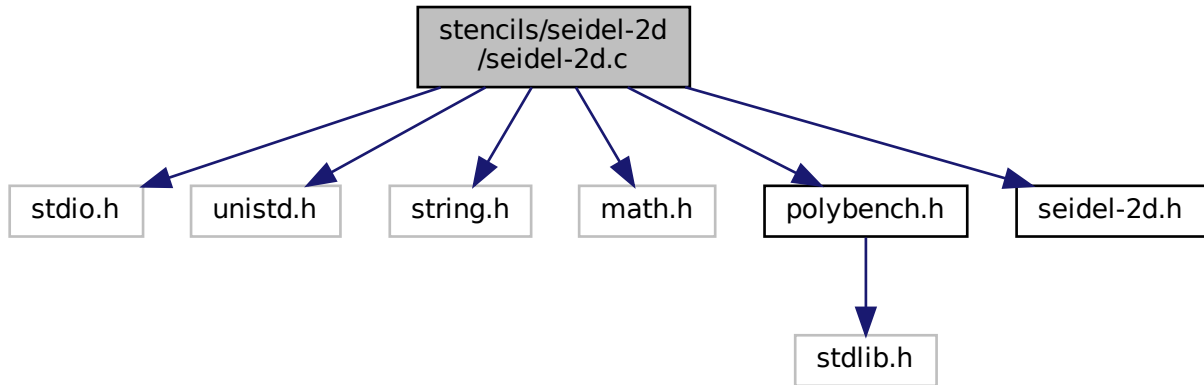 stencils/seidel-2d
/seidel-2d.c
stdio.h
unistd.h
string.h
math.h
polybench.h
seidel-2d.h
stdlib.h